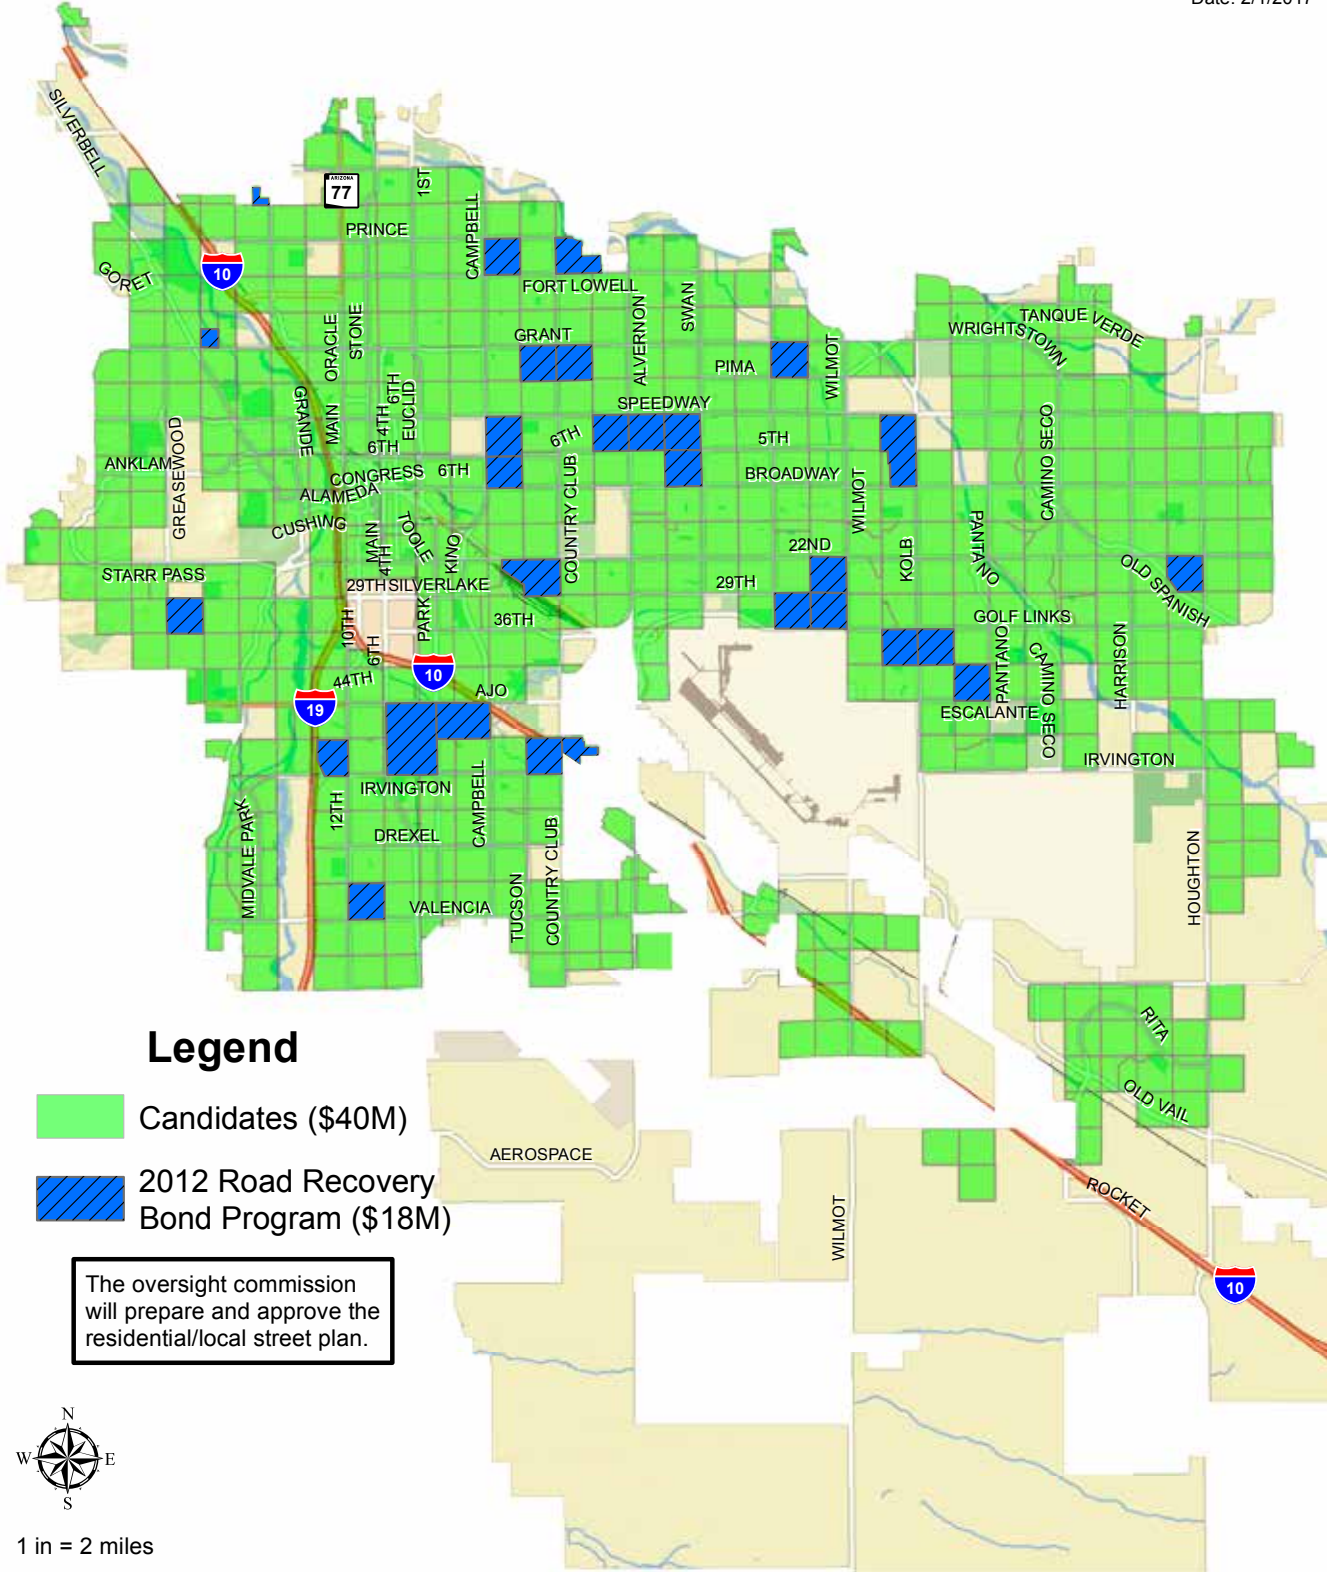 SILVERBELL
ARIZONA
77
1ST
PRINCE
CAMPBELL
10
GORET
FORT LOWELL
SWAN
ALVERNON
STONE
ORACLE
GRANT
TANQUE VERDE
WRIGHTSTOWN
PIMA
WILMOT
6TH
EUCLID
4TH
MAIN
GRANDE
SPEEDWAY
6TH
6TH
5TH
CAMINO SECO
GREASEWOOD
ANKLAM
CONGRESS
6TH
BROADWAY
ALAMEDA
COUNTRY CLUB
WILMOT
CUSHING
MAIN
4TH
TOOLE
KINO
22ND
KOLB
PANTANO
OLD SPANISH
STARR PASS
29TH
SILVERLAKE
29TH
36TH
PARK
10TH
6TH
GOLF LINKS
PANTANO
CAMINO SECO
HARRISON
10
44TH
AJO
19
ESCALANTE
IRVINGTON
IRVINGTON
12TH
CAMPBELL
DREXEL
MIDVALE PARK
COUNTRY CLUB
TUCSON
VALENCIA
HOUGHTON
RITA
OLD VAIL
AEROSPACE
WILMOT
ROCKET
10
Legend
Candidates ($40M)
2012 Road Recovery
Bond Program ($18M)
The oversight commission
will prepare and approve the
residential/local street plan.
N
W
E
S
1 in = 2 miles